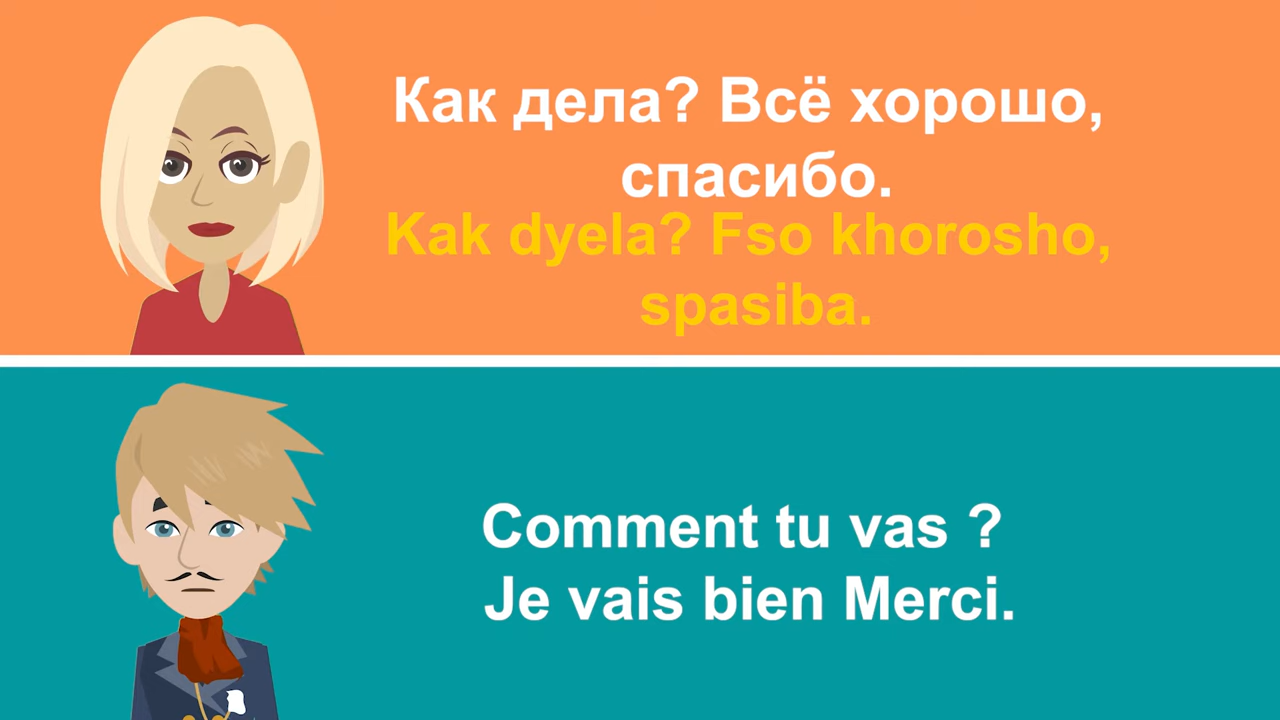 Как дела? Всё хорошо,
спасибо.
Kak dyela? Fso khorosho,
spasiba.
Comment tu vas ?
Je vais bien Merci.